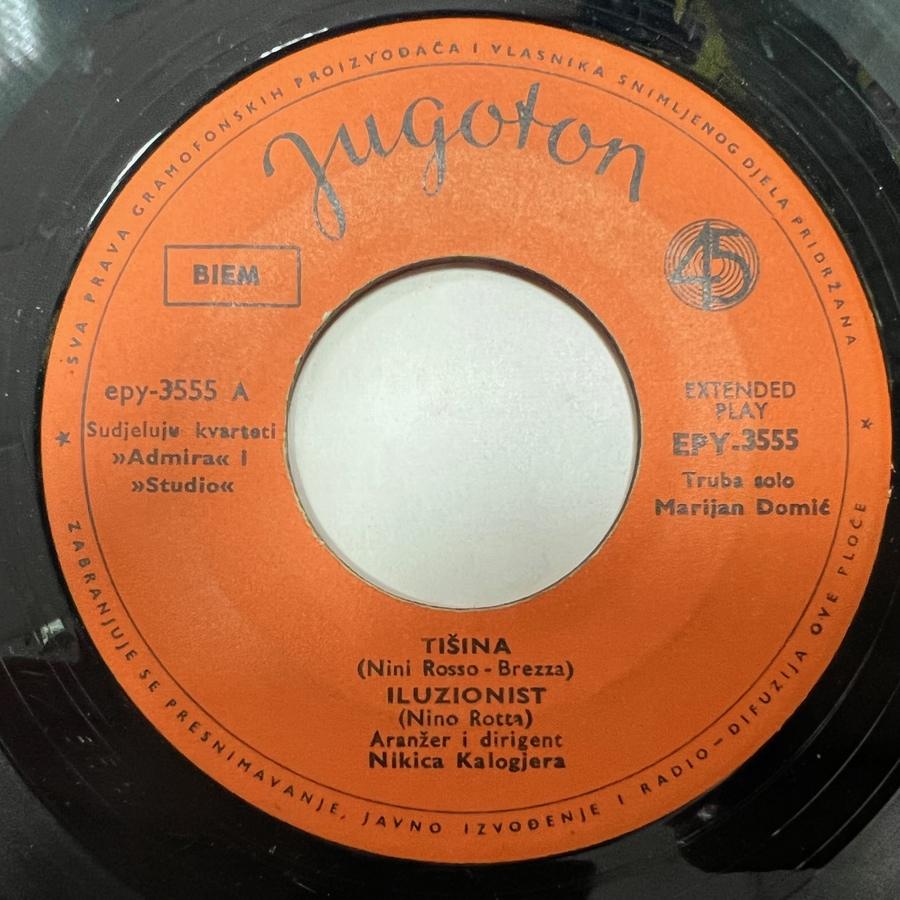 SVA PRAVA GRAMOFONSKIH PROIZVOĐAČA I VLASNIKA SNIMLJENOG DJELA PRIDRŽANA
Jugoton
BIEM
45
epy-3555 A
Sudjeluju kvarteti
»Admira« i
»Studio«
EXTENDED
PLAY
EPY-3555
Truba solo
Marijan Domić
TIŠINA
(Nini Rosso - Brezza)
ILUZIONIST
(Nino Rotta)
Aranžer i dirigent
Nikica Kalogjera
ZABRANJUJE SE PRESNIMAVANJE, JAVNO IZVOĐENJE I RADIO-DIFUZIJA OVE PLOČE